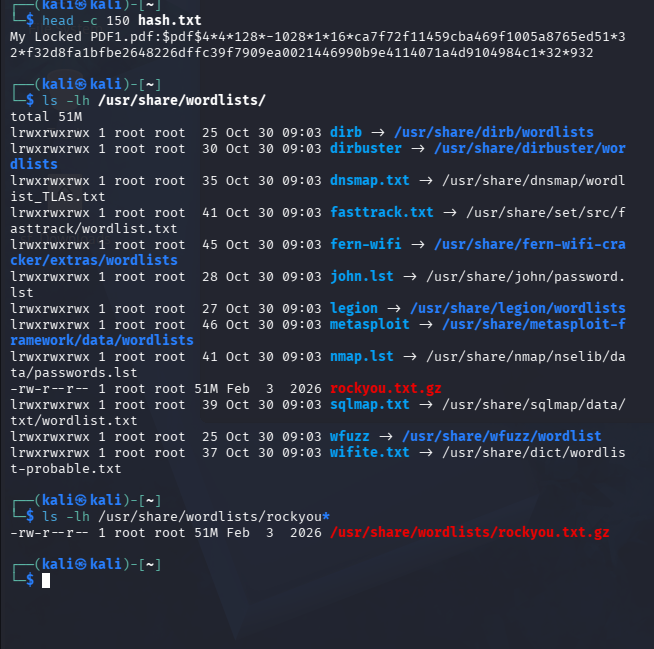 ┌──(kali㉿kali)-[~]
└─$ head -c 150 hash.txt
My Locked PDF1.pdf:$pdf$4*4*128*-1028*1*16*ca7f72f11459cba469f1005a8765ed51*3
2*f32d8fa1bfbe2648226dffc39f7909ea0021446990b9e4114071a4d9104984c1*32*932
┌──(kali㉿kali)-[~]
└─$ ls -lh /usr/share/wordlists/
total 51M
lrwxrwxrwx 1 root root  25 Oct 30 09:03 dirb → /usr/share/dirb/wordlists
lrwxrwxrwx 1 root root  30 Oct 30 09:03 dirbuster → /usr/share/dirbuster/wor
dlists
lrwxrwxrwx 1 root root  35 Oct 30 09:03 dnsmap.txt → /usr/share/dnsmap/wordl
ist_TLAs.txt
lrwxrwxrwx 1 root root  41 Oct 30 09:03 fasttrack.txt → /usr/share/set/src/f
asttrack/wordlist.txt
lrwxrwxrwx 1 root root  45 Oct 30 09:03 fern-wifi → /usr/share/fern-wifi-cra
cker/extras/wordlists
lrwxrwxrwx 1 root root  28 Oct 30 09:03 john.lst → /usr/share/john/password.
lst
lrwxrwxrwx 1 root root  27 Oct 30 09:03 legion → /usr/share/legion/wordlists
lrwxrwxrwx 1 root root  46 Oct 30 09:03 metasploit → /usr/share/metasploit-f
ramework/data/wordlists
lrwxrwxrwx 1 root root  41 Oct 30 09:03 nmap.lst → /usr/share/nmap/nselib/da
ta/passwords.lst
-rw-r--r-- 1 root root 51M Feb  3  2026 rockyou.txt.gz
lrwxrwxrwx 1 root root  39 Oct 30 09:03 sqlmap.txt → /usr/share/sqlmap/data/
txt/wordlist.txt
lrwxrwxrwx 1 root root  25 Oct 30 09:03 wfuzz → /usr/share/wfuzz/wordlist
lrwxrwxrwx 1 root root  37 Oct 30 09:03 wifite.txt → /usr/share/dict/wordlis
t-probable.txt
┌──(kali㉿kali)-[~]
└─$ ls -lh /usr/share/wordlists/rockyou*
-rw-r--r-- 1 root root 51M Feb  3  2026 /usr/share/wordlists/rockyou.txt.gz
┌──(kali㉿kali)-[~]
└─$